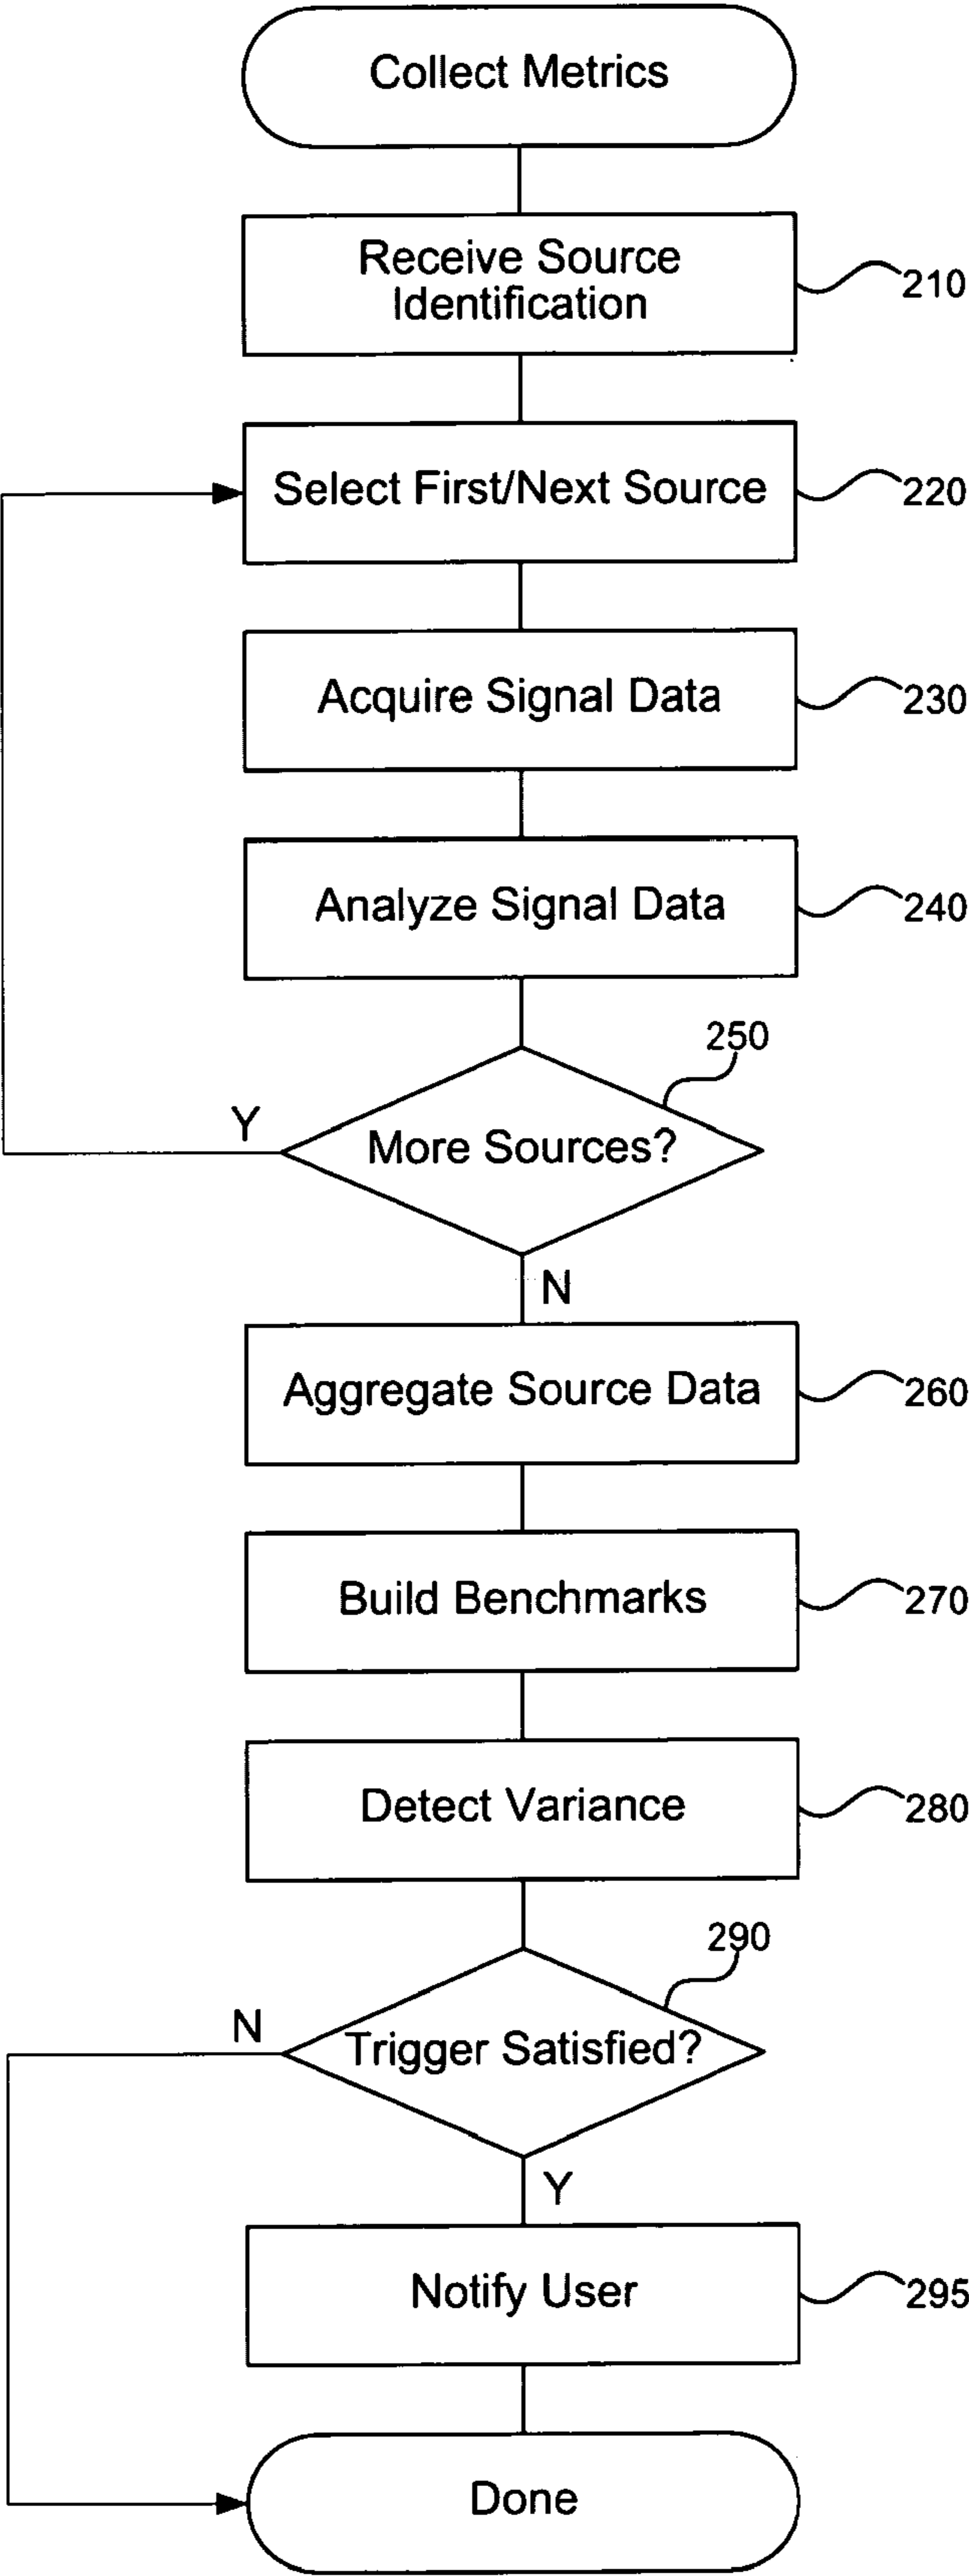 Collect Metrics
Receive Source
Identification
210
Select First/Next Source
220
Acquire Signal Data
230
Analyze Signal Data
240
250
Y
More Sources?
N
Aggregate Source Data
260
Build Benchmarks
270
Detect Variance
280
290
N
Trigger Satisfied?
Y
Notify User
295
Done